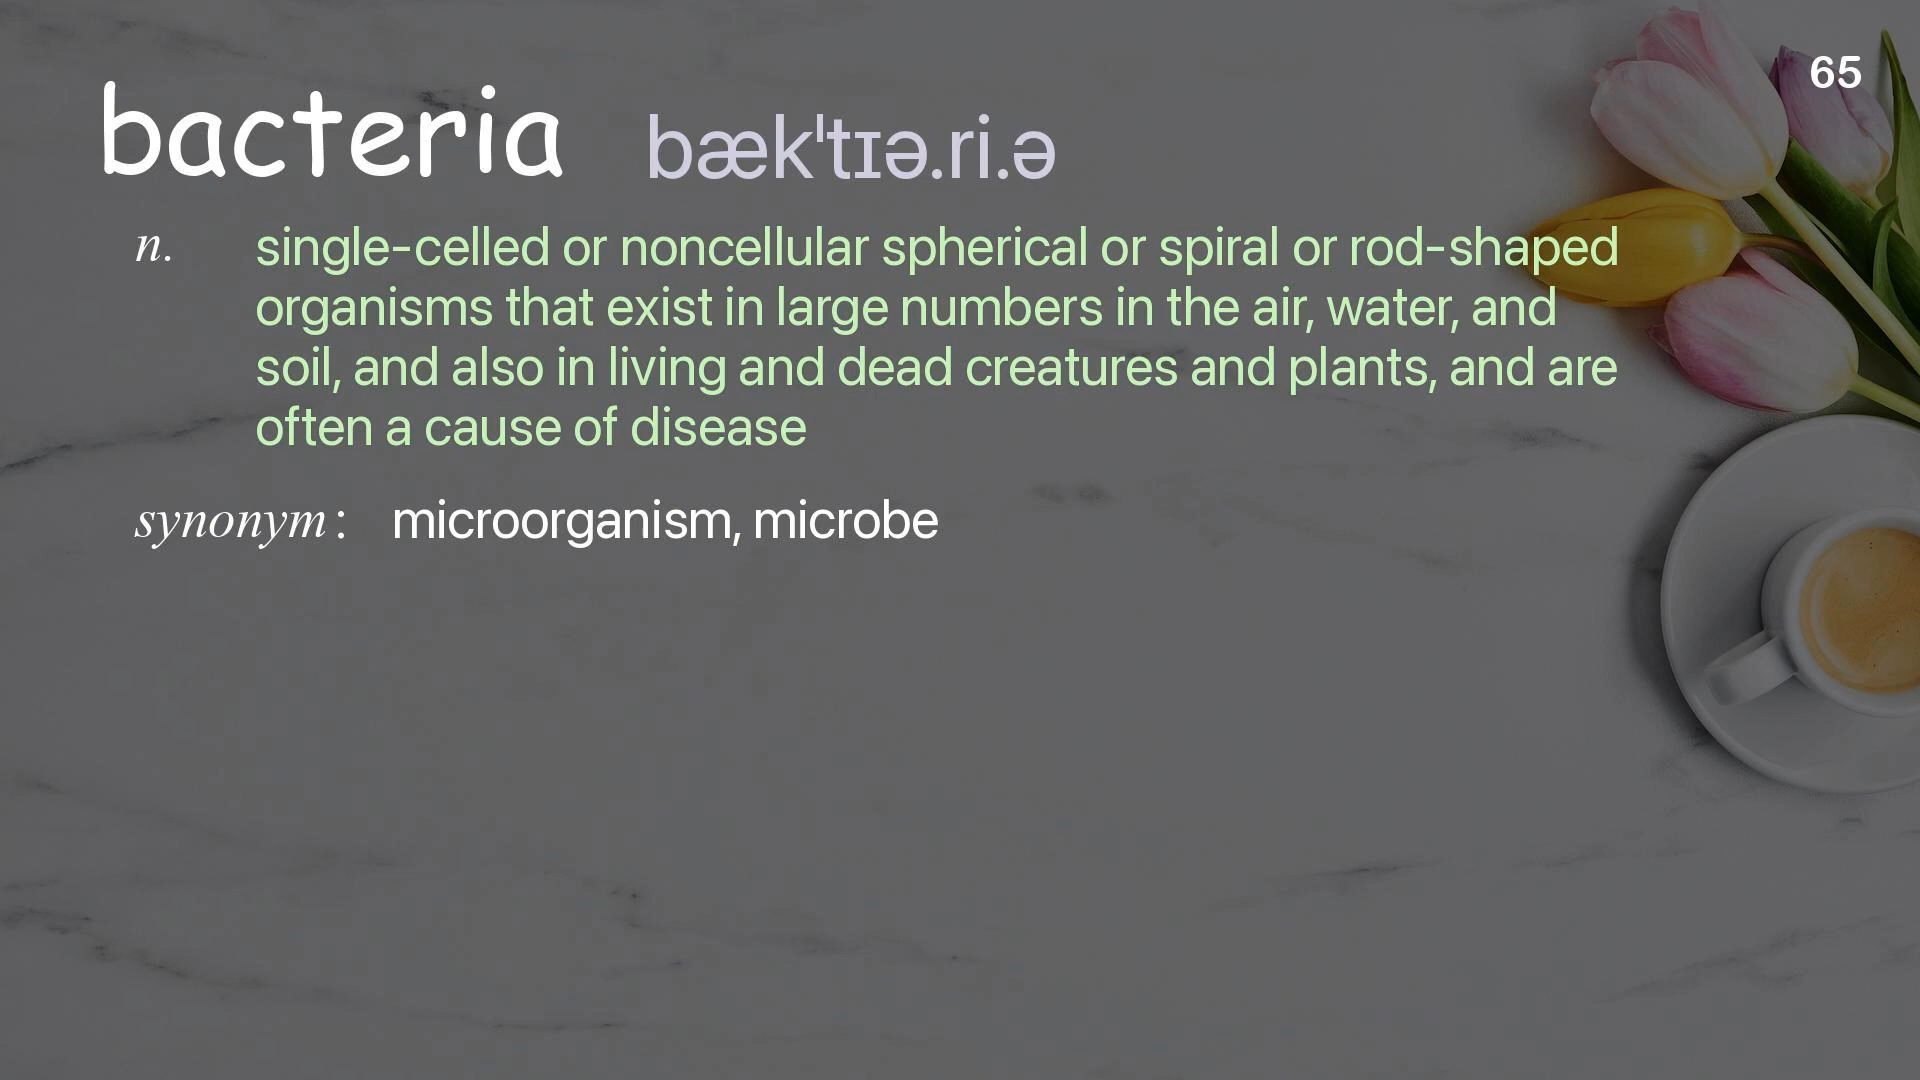 65
bacteria bækˈtɪə.ri.ə
n. single-celled or noncellular spherical or spiral or rod-shaped
organisms that exist in large numbers in the air, water, and
soil, and also in living and dead creatures and plants, and are
often a cause of disease
synonym: microorganism, microbe